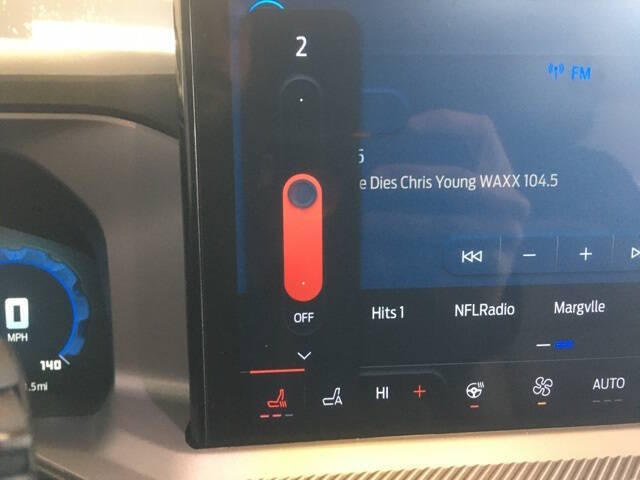 2
FM
5
e Dies Chris Young WAXX 104.5
- +
OFF
Hits 1 NFLRadio Margvlle
0
MPH
140
.5mi
A HI + AUTO